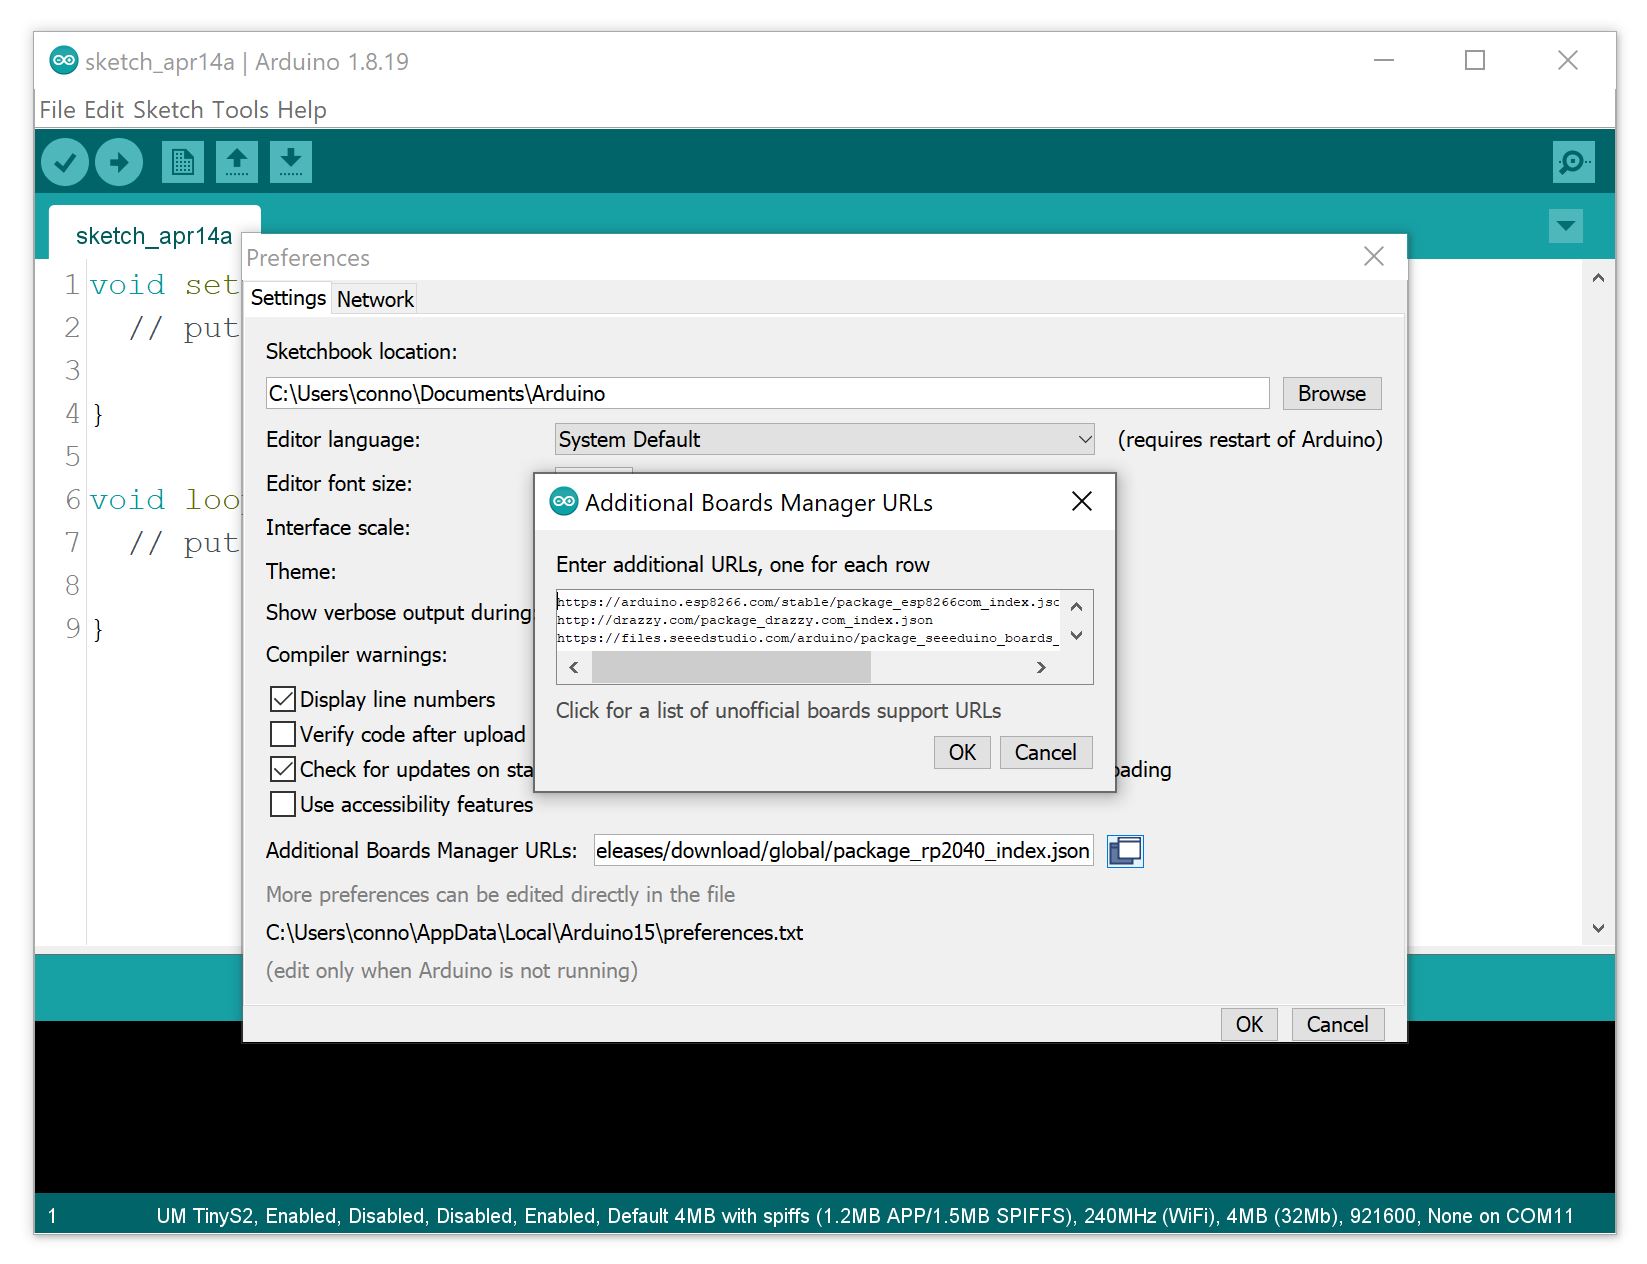 sketch_apr14a | Arduino 1.8.19
File Edit Sketch Tools Help
sketch_apr14a
Preferences
Settings Network
1 void set
2 // put
3
4 }
5
6 void loo
7 // put
8
9 }
Sketchbook location:
C:\Users\conno\Documents\Arduino Browse
Editor language: System Default (requires restart of Arduino)
Editor font size:
Interface scale:
Theme:
Show verbose output during:
Compiler warnings:
Additional Boards Manager URLs
Enter additional URLs, one for each row
https://arduino.esp8266.com/stable/package_esp8266com_index.jsc
http://drazzy.com/package_drazzy.com_index.json
https://files.seeedstudio.com/arduino/package_seeeduino_boards_
Click for a list of unofficial boards support URLs
OK Cancel
Display line numbers
Verify code after upload
Check for updates on sta oading
Use accessibility features
Additional Boards Manager URLs: eleases/download/global/package_rp2040_index.json
More preferences can be edited directly in the file
C:\Users\conno\AppData\Local\Arduino15\preferences.txt
(edit only when Arduino is not running)
OK Cancel
1 UM TinyS2, Enabled, Disabled, Disabled, Enabled, Default 4MB with spiffs (1.2MB APP/1.5MB SPIFFS), 240MHz (WiFi), 4MB (32Mb), 921600, None on COM11